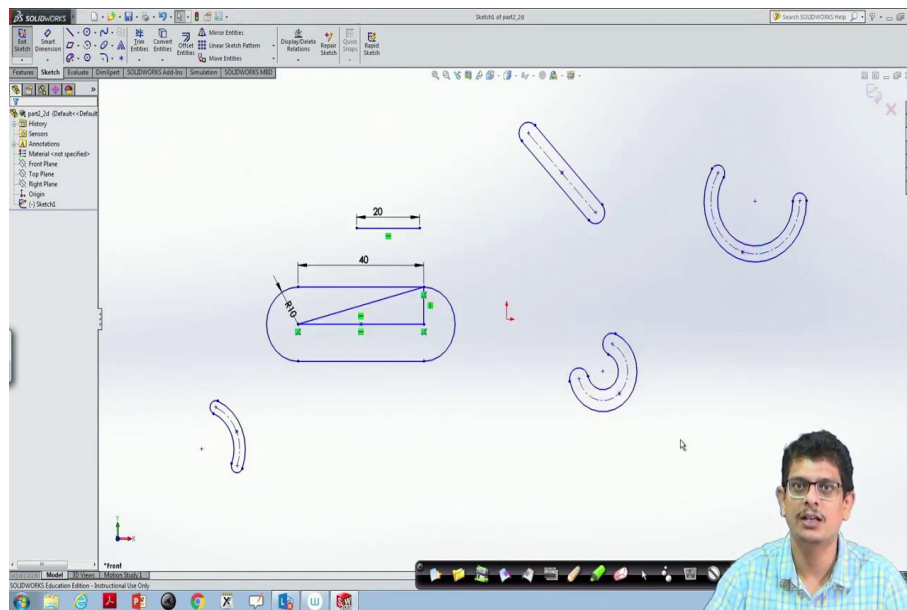 SOLIDWORKS
Sketch1 of part2_2d
Search SOLIDWORKS Help
Exit Sketch
Smart Dimension
Trim Entities
Convert Entities
Offset Entities
Mirror Entities
Linear Sketch Pattern
Move Entities
Display/Delete Relations
Repair Sketch
Quick Snaps
Rapid Sketch
Features Sketch Evaluate DimXpert SOLIDWORKS Add-Ins Simulation SOLIDWORKS MBD
part2_2d (Default<<Default
History
Sensors
Annotations
Material <not specified>
Front Plane
Top Plane
Right Plane
Origin
(-) Sketch1
20
40
R10
Y
X
*Front
Model 3D Views Motion Study 1
SOLIDWORKS Education Edition - Instructional Use Only